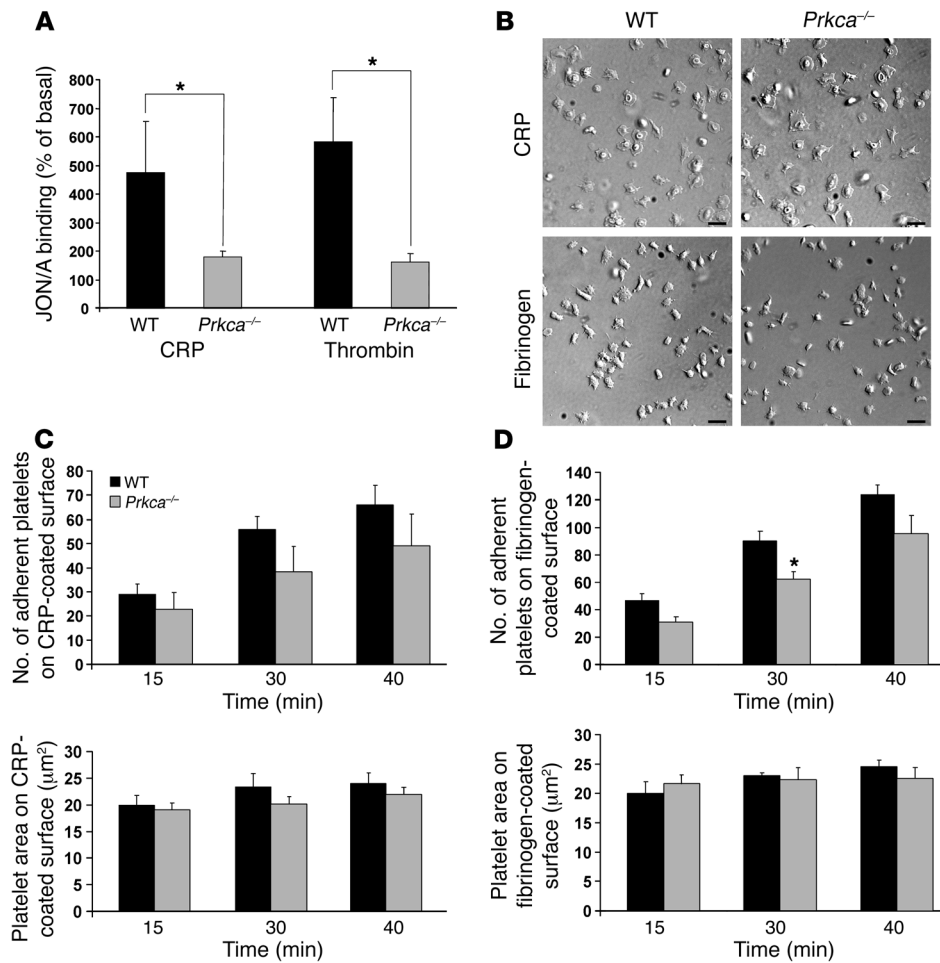 A
JON/A binding (% of basal)
800
700
600
500
400
300
200
100
0
*
*
WT
Prkca–/–
WT
Prkca–/–
CRP
Thrombin
B
WT
Prkca–/–
CRP
Fibrinogen
C
No. of adherent platelets
on CRP-coated surface
80
70
60
50
40
30
20
10
0
WT
Prkca–/–
15
30
40
Time (min)
Platelet area on CRP-
coated surface (μm2)
30
25
20
15
10
5
0
15
30
40
Time (min)
D
No. of adherent
platelets on fibrinogen-
coated surface
140
120
100
80
60
40
20
0
*
15
30
40
Time (min)
Platelet area on
fibrinogen-coated
surface (μm2)
30
25
20
15
10
5
0
15
30
40
Time (min)